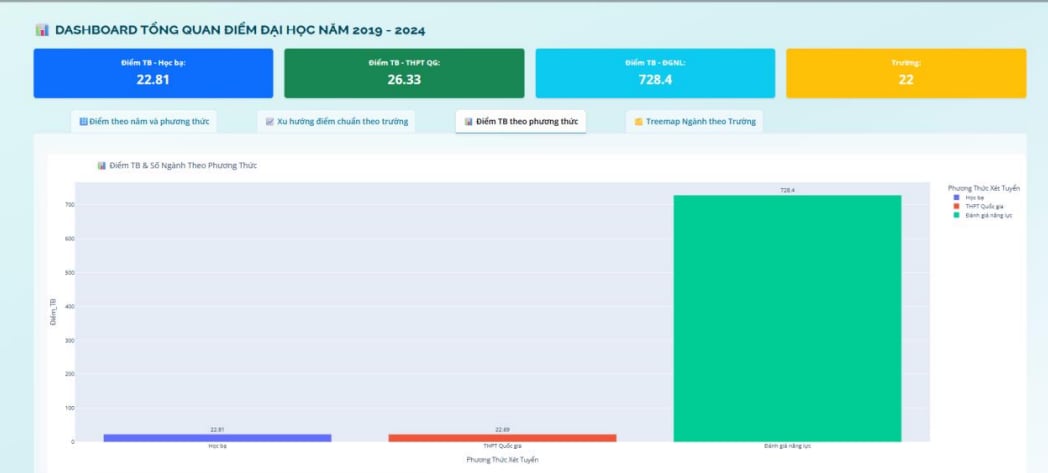 DASHBOARD TỔNG QUAN ĐIỂM ĐẠI HỌC NĂM 2019 - 2024
Điểm TB - Học bạ:
22.81
Điểm TB - THPT QG:
26.33
Điểm TB - ĐGNL:
728.4
Trường:
22
Điểm theo năm và phương thức
Xu hướng điểm chuẩn theo trường
Điểm TB theo phương thức
Treemap Ngành theo Trường
Điểm TB & Số Ngành Theo Phương Thức
Phương Thức Xét Tuyển
Học bạ
THPT Quốc gia
Đánh giá năng lực
Điểm_TB
700
600
500
400
300
200
100
0
22.81
22.69
728.4
Học bạ
THPT Quốc gia
Đánh giá năng lực
Phương Thức Xét Tuyển